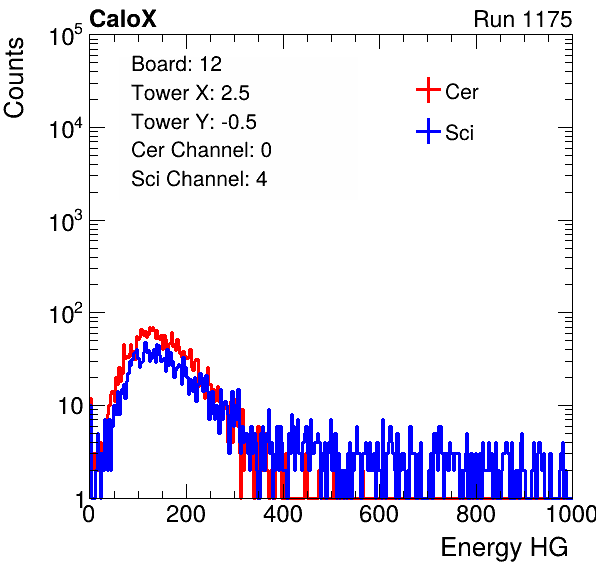 CaloX Run 1175
Counts
10^5
10^4
10^3
10^2
10
1
Board: 12
Tower X: 2.5
Tower Y: -0.5
Cer Channel: 0
Sci Channel: 4
Cer
Sci
0 200 400 600 800 1000
Energy HG